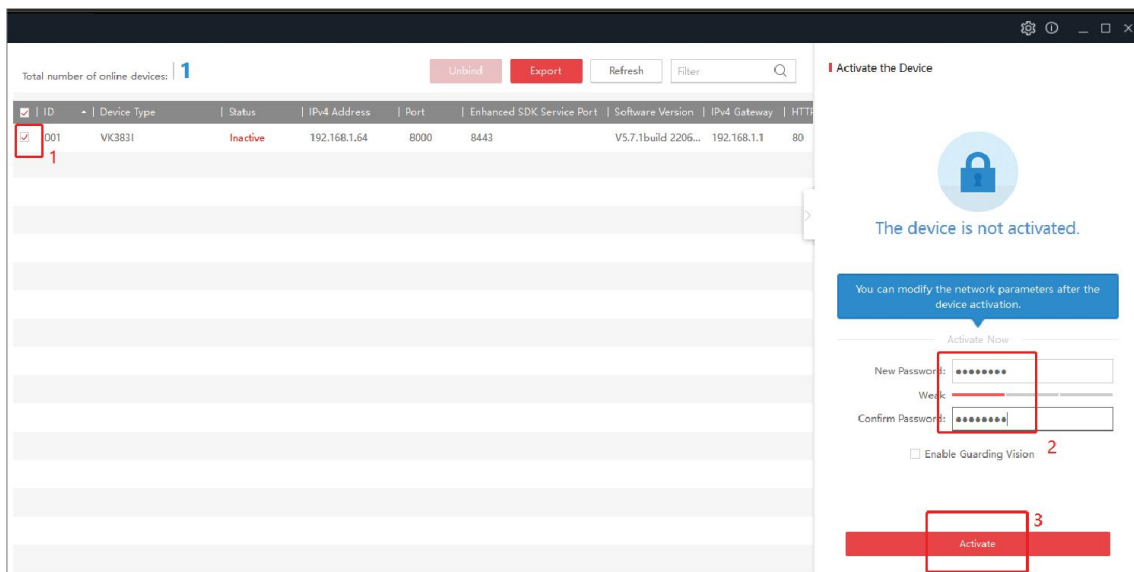 Total number of online devices: 1
Unbind
Export
Refresh
Filter
ID | Device Type | Status | IPv4 Address | Port | Enhanced SDK Service Port | Software Version | IPv4 Gateway | HTTP
001 VK383I Inactive 192.168.1.64 8000 8443 V5.7.1build 2206... 192.168.1.1 80
1
Activate the Device
The device is not activated.
You can modify the network parameters after the
device activation.
Activate Now
New Password: ●●●●●●●●
Weak
Confirm Password: ●●●●●●●●
2
Enable Guarding Vision
3
Activate